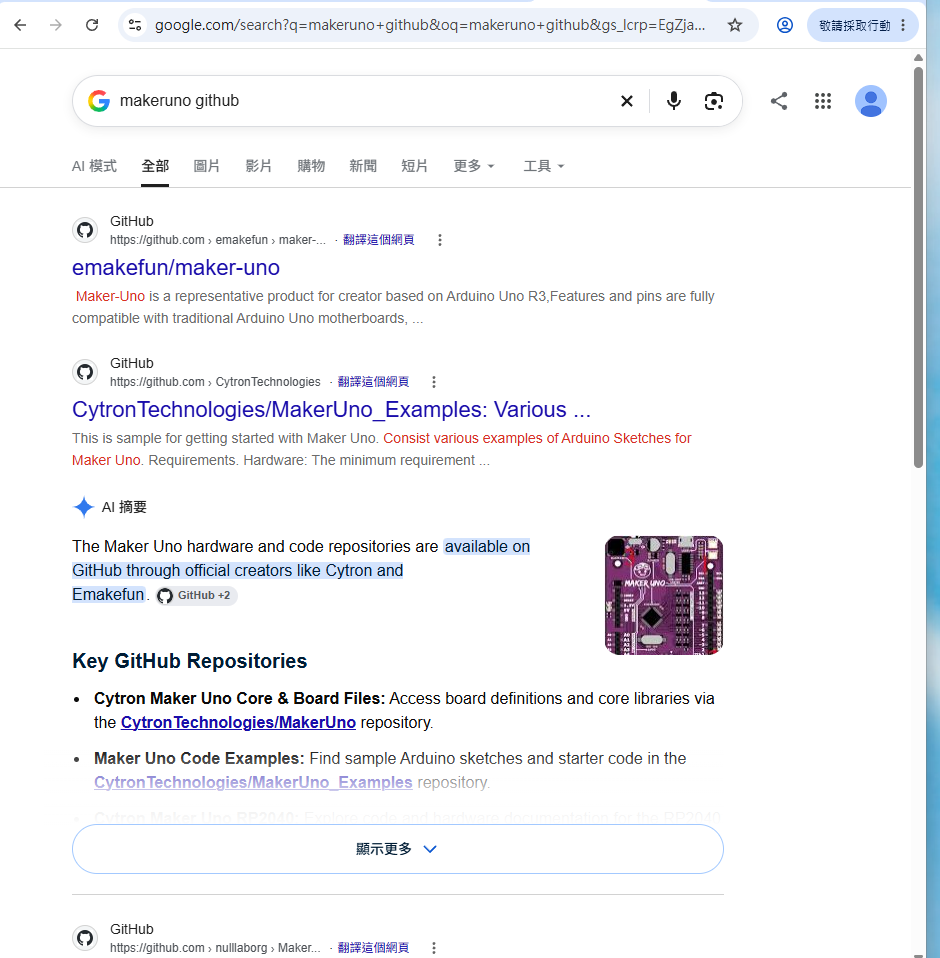 google.com/search?q=makeruno+github&oq=makeruno+github&gs_lcrp=EgZja...
敬請採取行動
makeruno github
AI 模式 全部 圖片 影片 購物 新聞 短片 更多 工具
GitHub
https://github.com › emakefun › maker-... · 翻譯這個網頁
emakefun/maker-uno
Maker-Uno is a representative product for creator based on Arduino Uno R3,Features and pins are fully
compatible with traditional Arduino Uno motherboards, ...
GitHub
https://github.com › CytronTechnologies · 翻譯這個網頁
CytronTechnologies/MakerUno_Examples: Various ...
This is sample for getting started with Maker Uno. Consist various examples of Arduino Sketches for
Maker Uno. Requirements. Hardware: The minimum requirement ...
AI 摘要
The Maker Uno hardware and code repositories are available on
GitHub through official creators like Cytron and
Emakefun. GitHub +2
MAKER UNO
Key GitHub Repositories
• Cytron Maker Uno Core & Board Files: Access board definitions and core libraries via
the CytronTechnologies/MakerUno repository.
• Maker Uno Code Examples: Find sample Arduino sketches and starter code in the
CytronTechnologies/MakerUno_Examples repository.
• Cytron Maker Uno RP2040: Explore code and hardware documentation for the RP2040
顯示更多
GitHub
https://github.com › nulllaborg › Maker... · 翻譯這個網頁